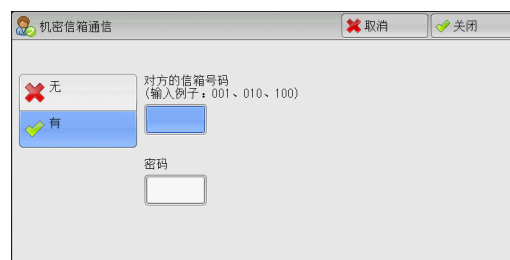 机密信箱通信
取消
关闭
无
有
对方的信箱号码
(输入例子：001、010、100)
密码